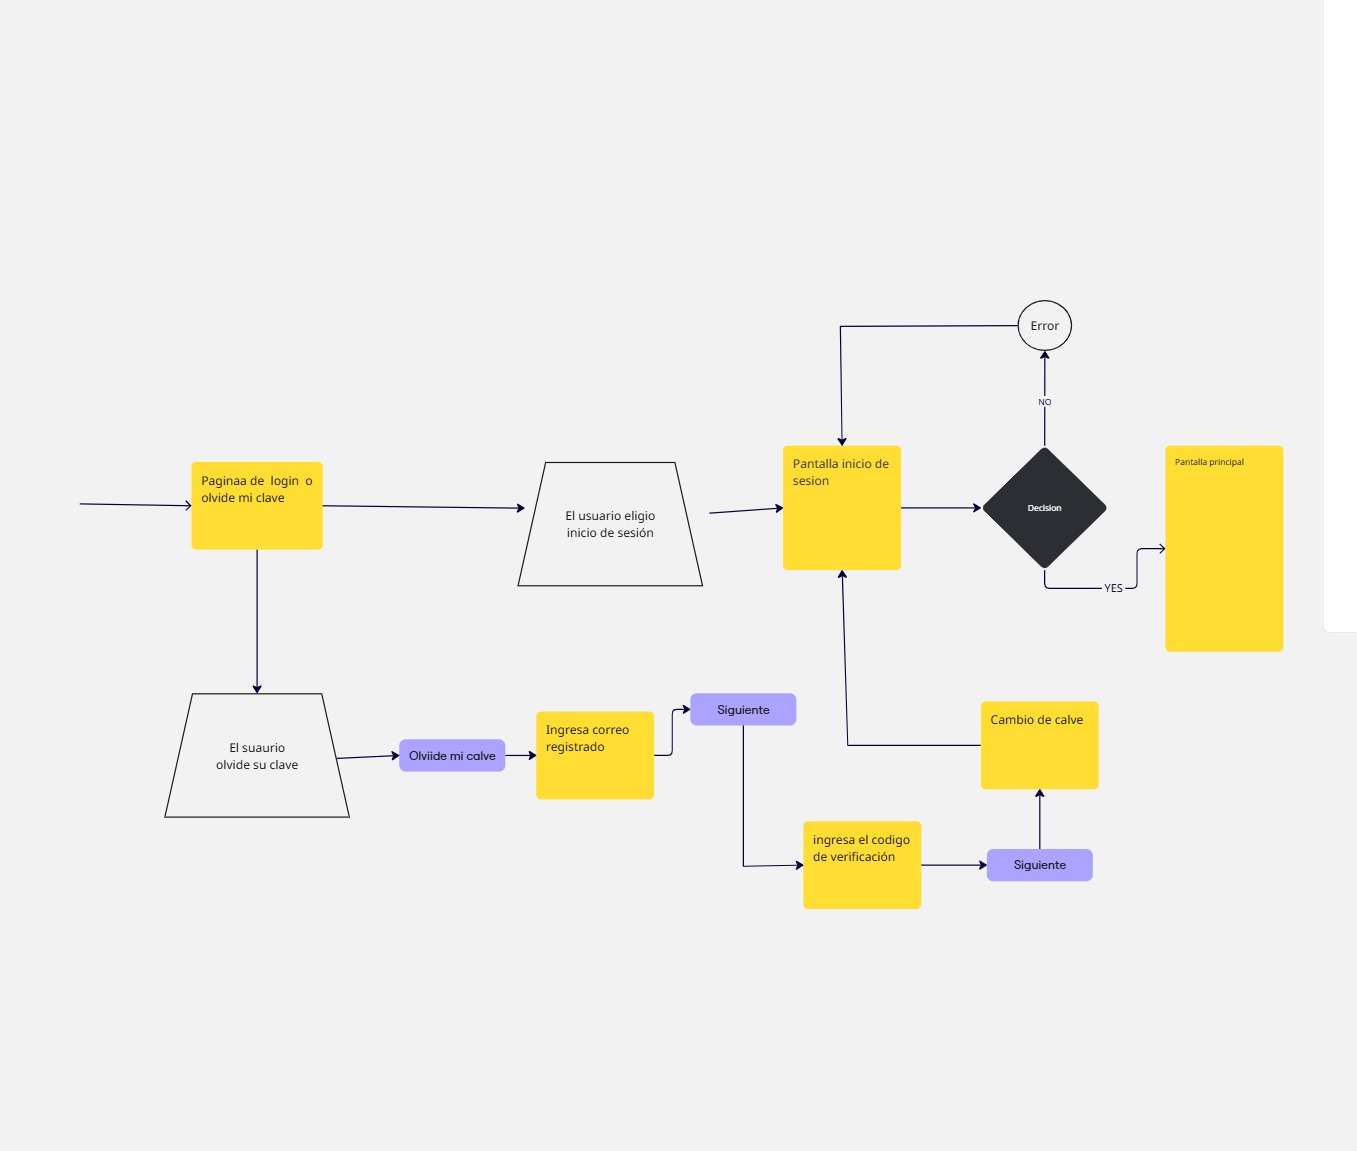 Error
NO
Paginaa de login o
olvide mi clave
El usuario eligio
inicio de sesión
Pantalla inicio de
sesion
Decision
Pantalla principal
YES
El suaurio
olvide su clave
Olviide mi calve
Ingresa correo
registrado
Siguiente
Cambio de calve
ingresa el codigo
de verificación
Siguiente